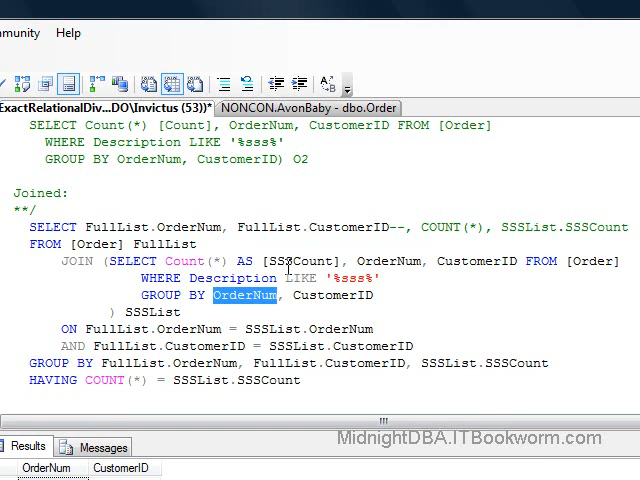 mmunity Help
ExactRelationalDiv...DO\Invictus (53))* NONCON.AvonBaby - dbo.Order
SELECT Count(*) [Count], OrderNum, CustomerID FROM [Order]
WHERE Description LIKE '%sss%'
GROUP BY OrderNum, CustomerID) O2
Joined:
**/
SELECT FullList.OrderNum, FullList.CustomerID--, COUNT(*), SSSList.SSSCount
FROM [Order] FullList
JOIN (SELECT Count(*) AS [SSSCount], OrderNum, CustomerID FROM [Order]
WHERE Description LIKE '%sss%'
GROUP BY OrderNum, CustomerID
) SSSList
ON FullList.OrderNum = SSSList.OrderNum
AND FullList.CustomerID = SSSList.CustomerID
GROUP BY FullList.OrderNum, FullList.CustomerID, SSSList.SSSCount
HAVING COUNT(*) = SSSList.SSSCount
MidnightDBA.ITBookworm.com
Results Messages
OrderNum CustomerID